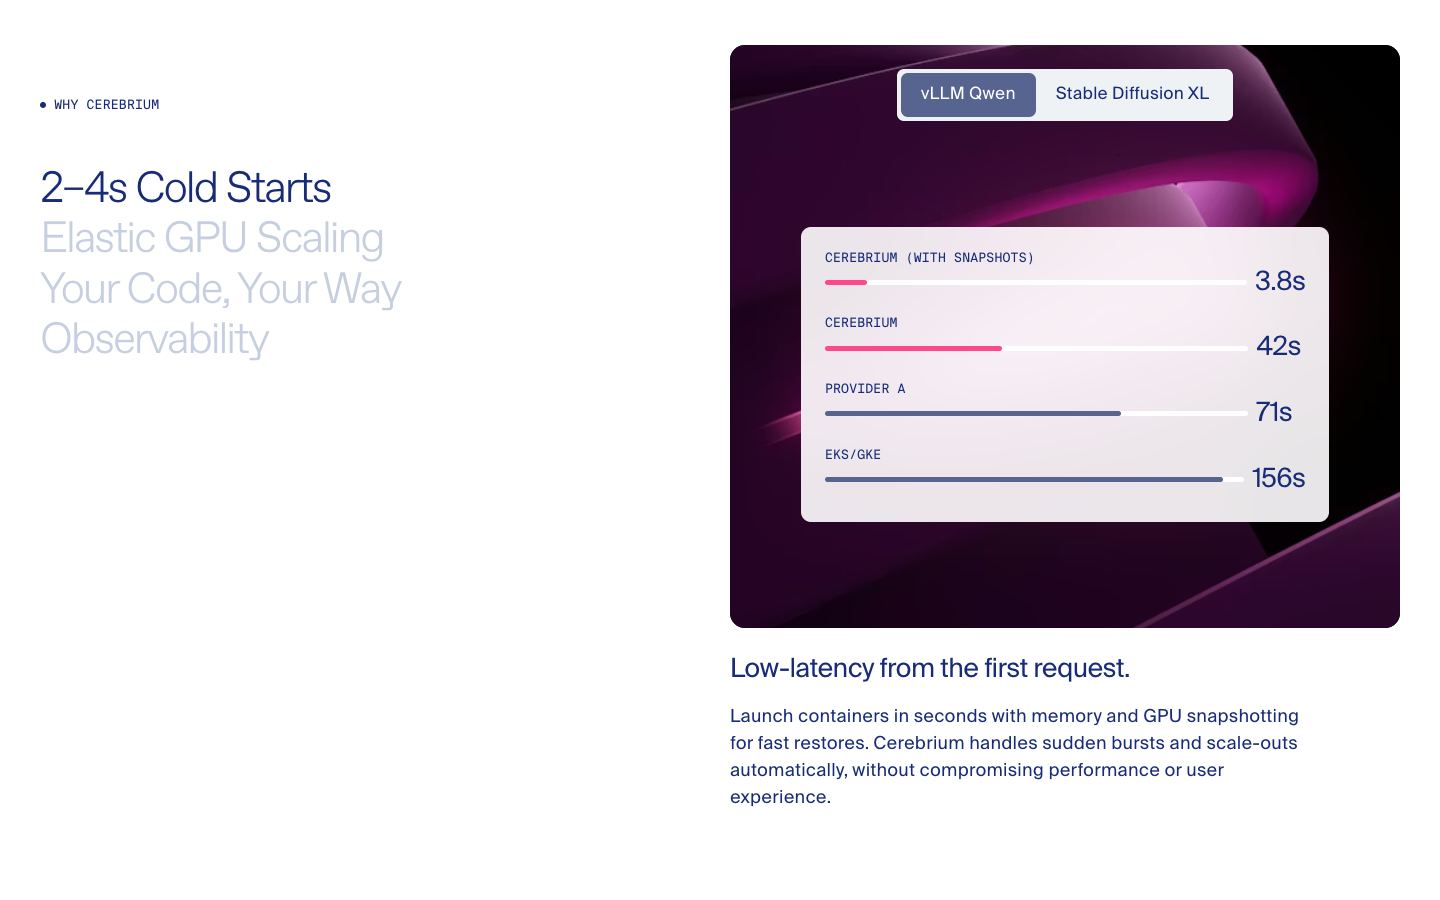 WHY CEREBRIUM
2–4s Cold Starts
Elastic GPU Scaling
Your Code, Your Way
Observability
vLLM Qwen
Stable Diffusion XL
CEREBRIUM (WITH SNAPSHOTS)
3.8s
CEREBRIUM
42s
PROVIDER A
71s
EKS/GKE
156s
Low-latency from the first request.
Launch containers in seconds with memory and GPU snapshotting
for fast restores. Cerebrium handles sudden bursts and scale-outs
automatically, without compromising performance or user
experience.